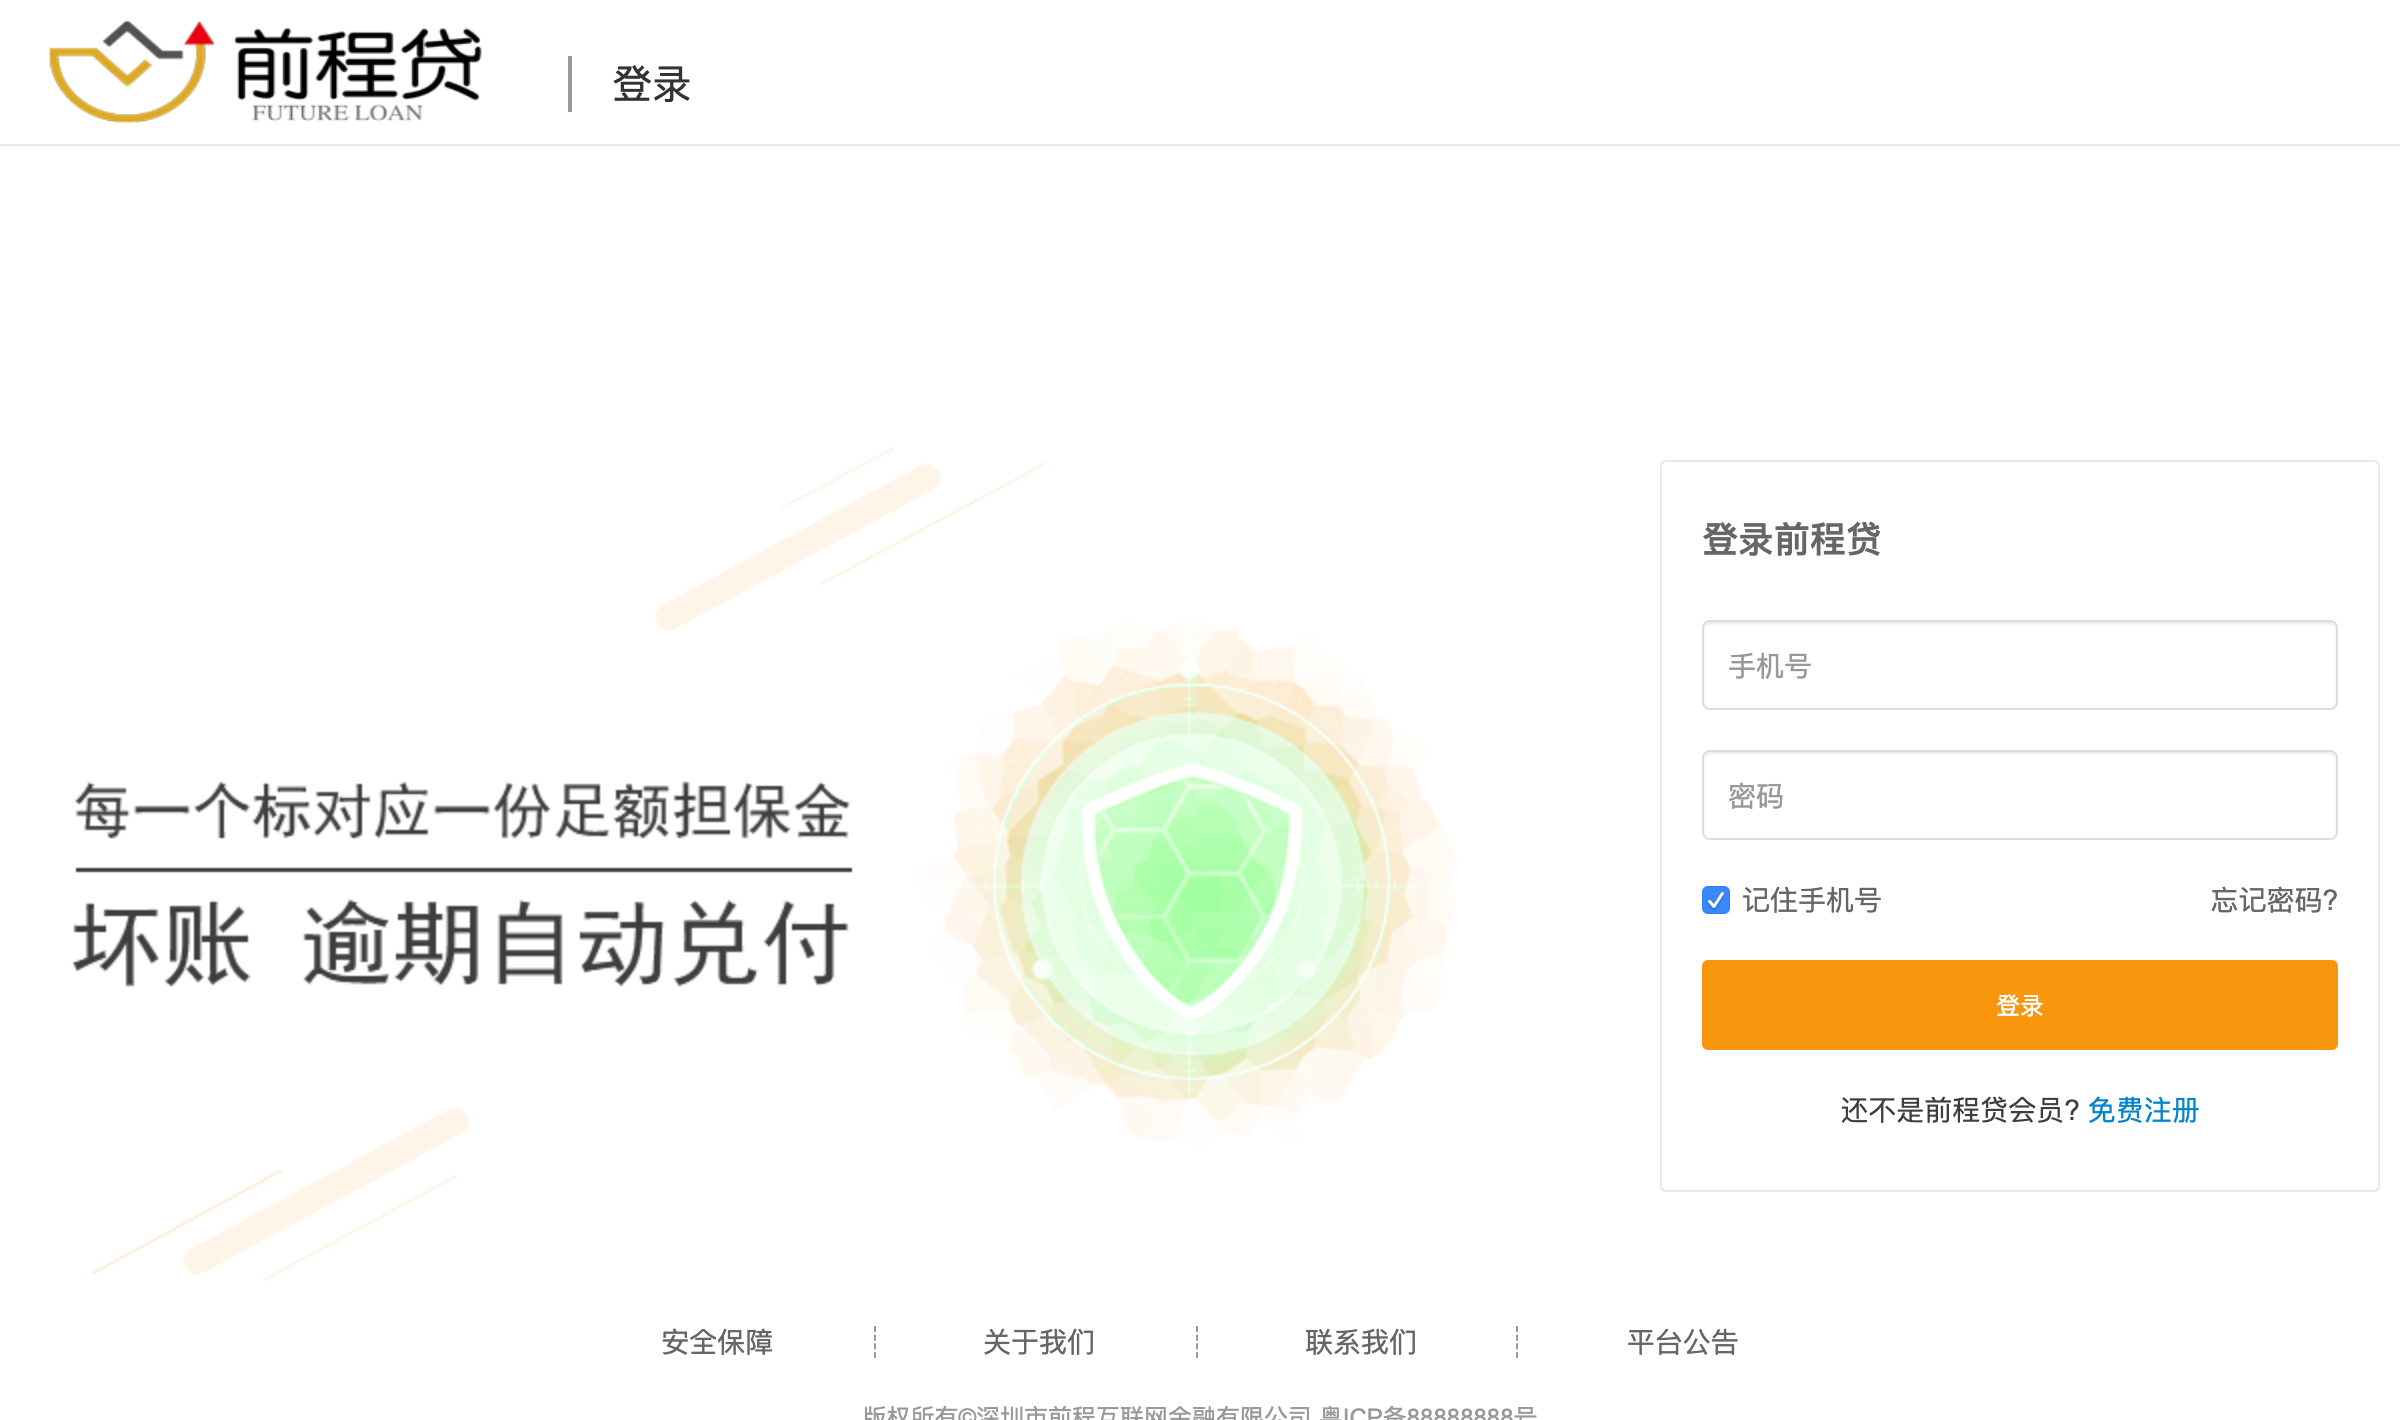 前程贷
FUTURE LOAN
登录
每一个标对应一份足额担保金
坏账 逾期自动兑付
登录前程贷
手机号
密码
记住手机号 忘记密码?
登录
还不是前程贷会员? 免费注册
安全保障 关于我们 联系我们 平台公告
版权所有©深圳市前程互联网金融有限公司 粤ICP备88888888号